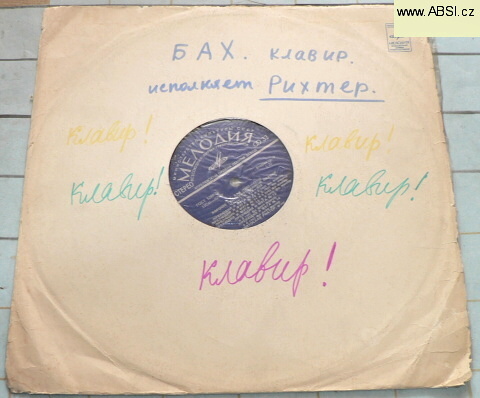 www.ABSI.cz
БАХ. клавир.
исполняет Рихтер.
клавир! клавир!
клавир! клавир!
МЕЛОДИЯ
СТЕРЕО
клавир!